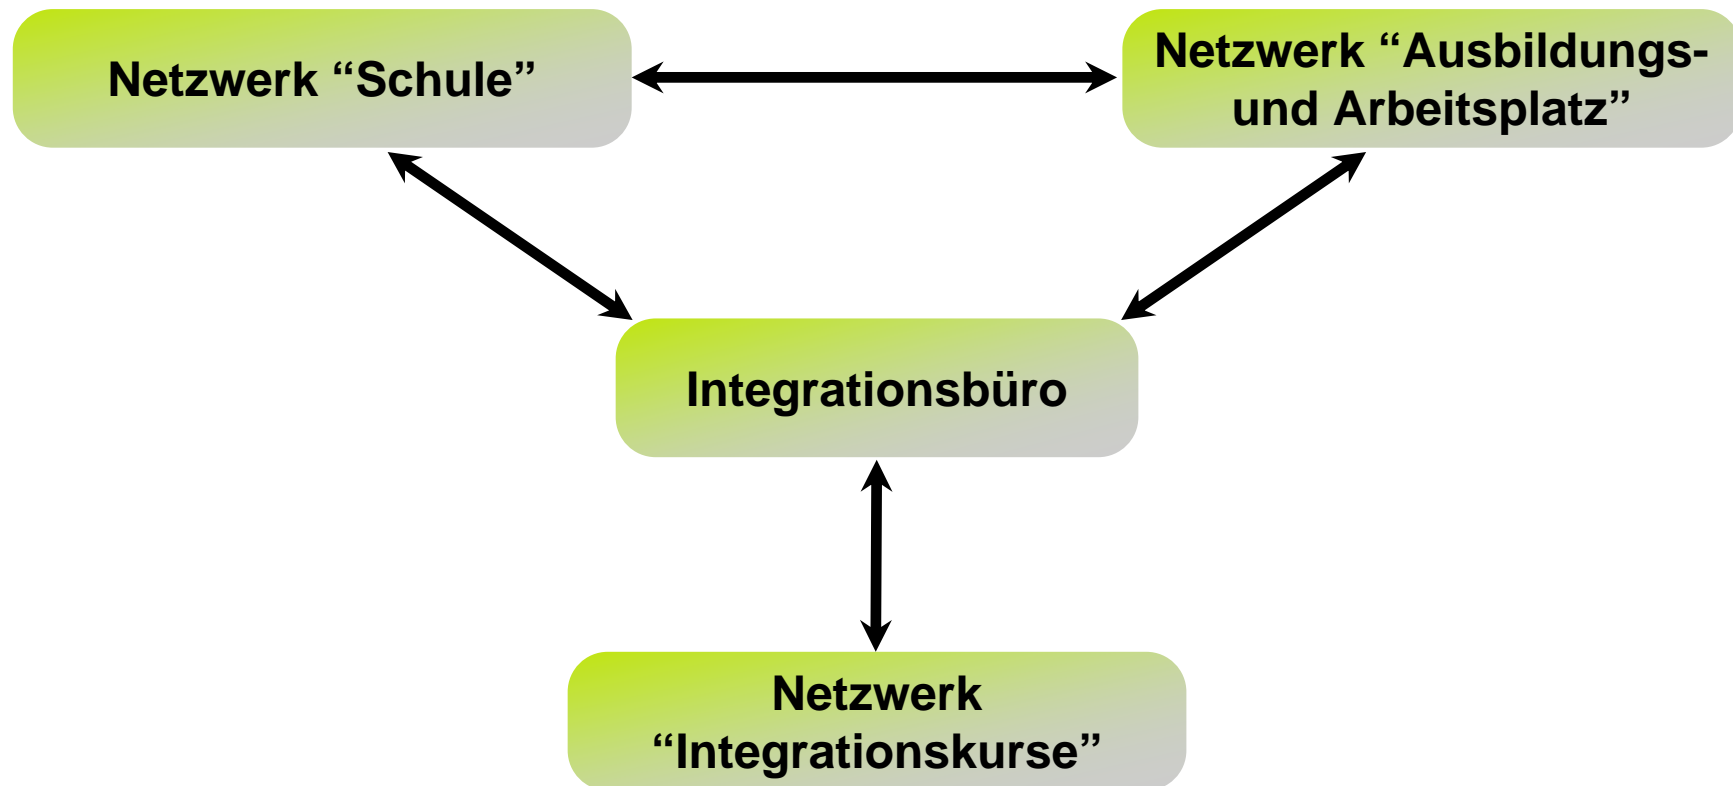 Netzwerk “Schule”
Netzwerk “Ausbildungs-
und Arbeitsplatz”
Integrationsbüro
Netzwerk
“Integrationskurse”